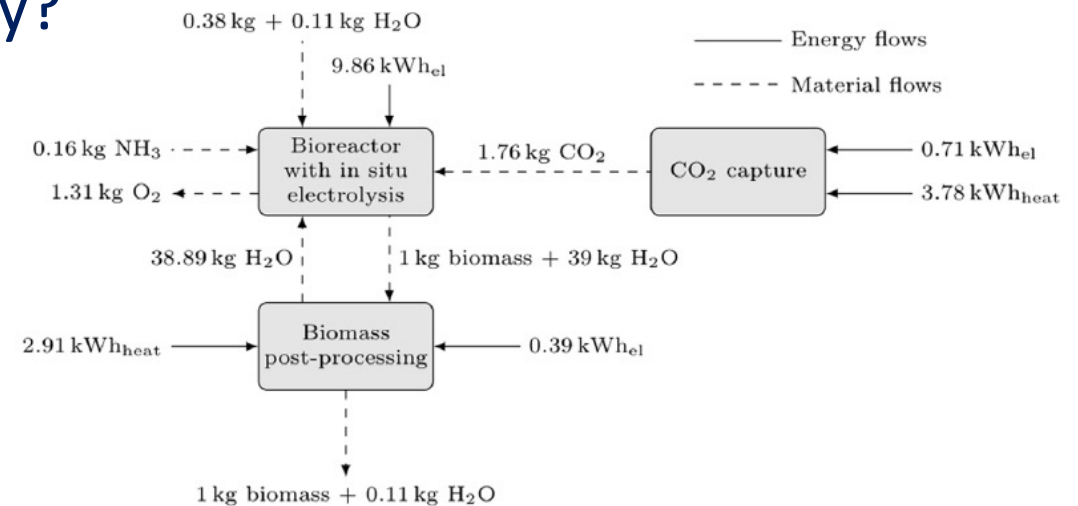 y?
0.38 kg + 0.11 kg H₂O
Energy flows
9.86 kWhₑₗ
Material flows
0.16 kg NH₃
Bioreactor
with in situ
electrolysis
1.76 kg CO₂
CO₂ capture
0.71 kWhₑₗ
1.31 kg O₂
3.78 kWhheat
38.89 kg H₂O
1 kg biomass + 39 kg H₂O
2.91 kWhheat
Biomass
post-processing
0.39 kWhₑₗ
1 kg biomass + 0.11 kg H₂O